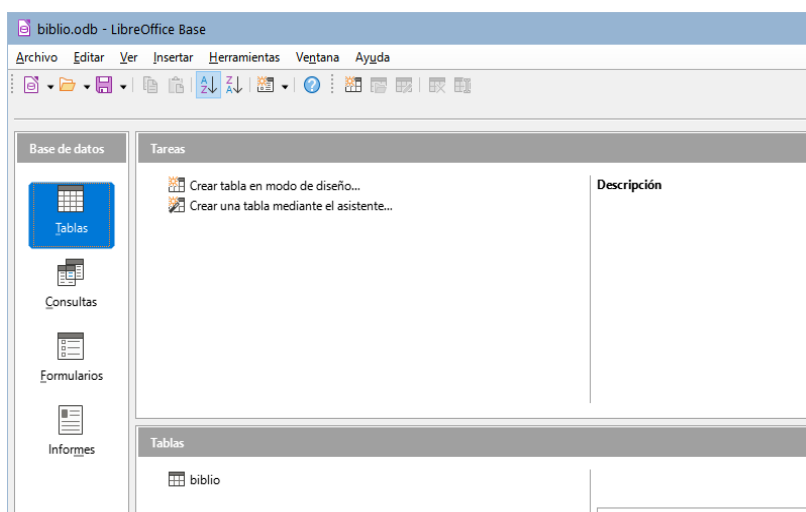 biblio.odb - LibreOffice Base
Archivo Editar Ver Insertar Herramientas Ventana Ayuda
Base de datos
Tareas
Crear tabla en modo de diseño...
Crear una tabla mediante el asistente...
Descripción
Tablas
Consultas
Formularios
Informes
Tablas
biblio